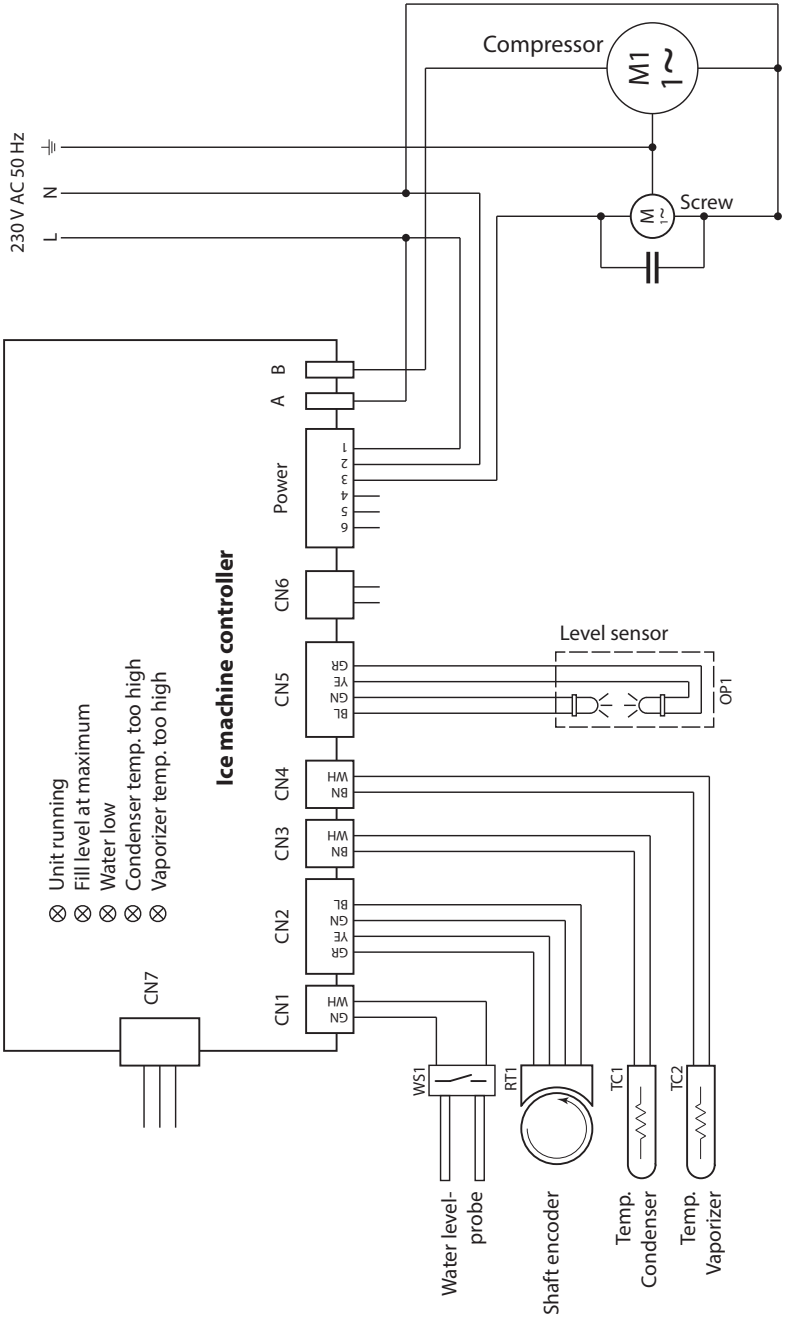 230 V AC 50 Hz
L
N
Compressor
M1
1~
Screw
M
1~
Unit running
Fill level at maximum
Water low
Condenser temp. too high
Vaporizer temp. too high
Ice machine controller
CN7
CN1
CN2
CN3
CN4
CN5
CN6
Power
A
B
GN
WH
GR
YE
GN
BL
BN
WH
BN
WH
BL
GN
YE
GR
6
5
4
3
2
1
Level sensor
OP1
WS1
RT1
TC1
TC2
Water level-
probe
Shaft encoder
Temp.
Condenser
Temp.
Vaporizer